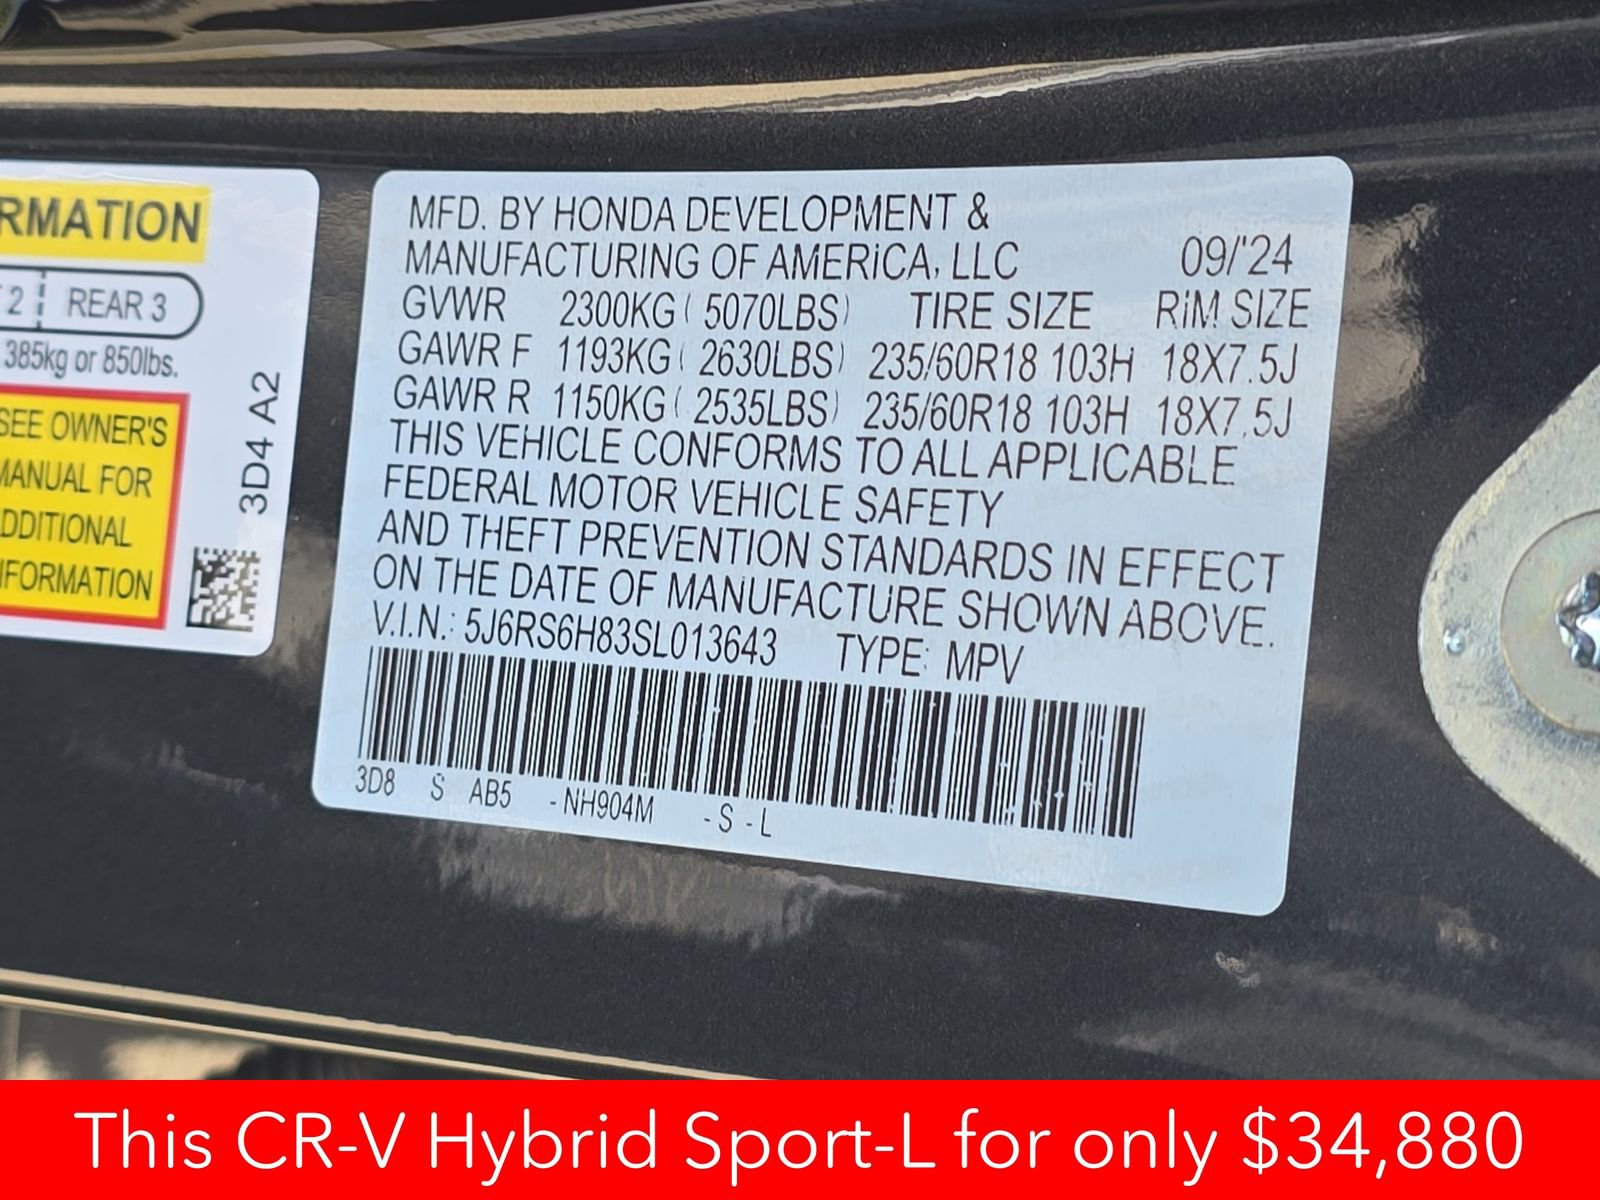 RMATION
2 REAR 3
385kg or 850lbs.
SEE OWNER'S
MANUAL FOR
ADDITIONAL
INFORMATION
3D4 A2
MFD. BY HONDA DEVELOPMENT &
MANUFACTURING OF AMERICA, LLC 09/'24
GVWR 2300KG ( 5070LBS) TIRE SIZE RIM SIZE
GAWR F 1193KG ( 2630LBS) 235/60R18 103H 18X7.5J
GAWR R 1150KG ( 2535LBS) 235/60R18 103H 18X7.5J
THIS VEHICLE CONFORMS TO ALL APPLICABLE
FEDERAL MOTOR VEHICLE SAFETY
AND THEFT PREVENTION STANDARDS IN EFFECT
ON THE DATE OF MANUFACTURE SHOWN ABOVE.
V.I.N.: 5J6RS6H83SL013643 TYPE: MPV
3D8 S AB5 -NH904M -S -L
This CR-V Hybrid Sport-L for only $34,880